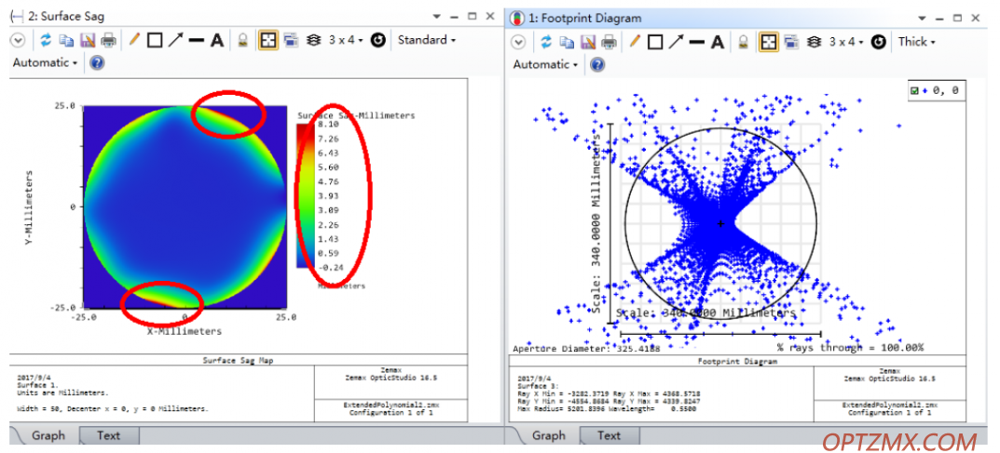 2: Surface Sag
3 x 4
Standard
Automatic
25.0
Surface Sag-Millimeters
8.10
7.26
6.43
5.60
4.76
3.93
3.09
2.26
1.43
0.59
-0.24
Millimeters
Y-Millimeters
0
-25.0
-25.0
0
25.0
X-Millimeters
Surface Sag Map
2017/9/4
Surface 1.
Units are Millimeters.
Width = 50, Decenter x = 0, y = 0 Millimeters.
Zemax
Zemax OpticStudio 16.5
ExtendedPolynomial2.zmx
Configuration 1 of 1
Graph
Text
1: Footprint Diagram
3 x 4
Thick
Automatic
+ 0, 0
Scale: 340.0000 Millimeters
Scale: 340.0000 Millimeters
Aperture Diameter: 325.4188
% rays through = 100.00%
Footprint Diagram
2017/9/4
Surface 3:
Ray X Min = -3282.3719 Ray X Max = 4368.5718
Ray Y Min = -4554.8684 Ray Y Max = 4339.8247
Max Radius= 5201.8396 Wavelength= 0.5500
Zemax
Zemax OpticStudio 16.5
ExtendedPolynomial2.zmx
Configuration 1 of 1
Graph
Text
OPTZMX.COM